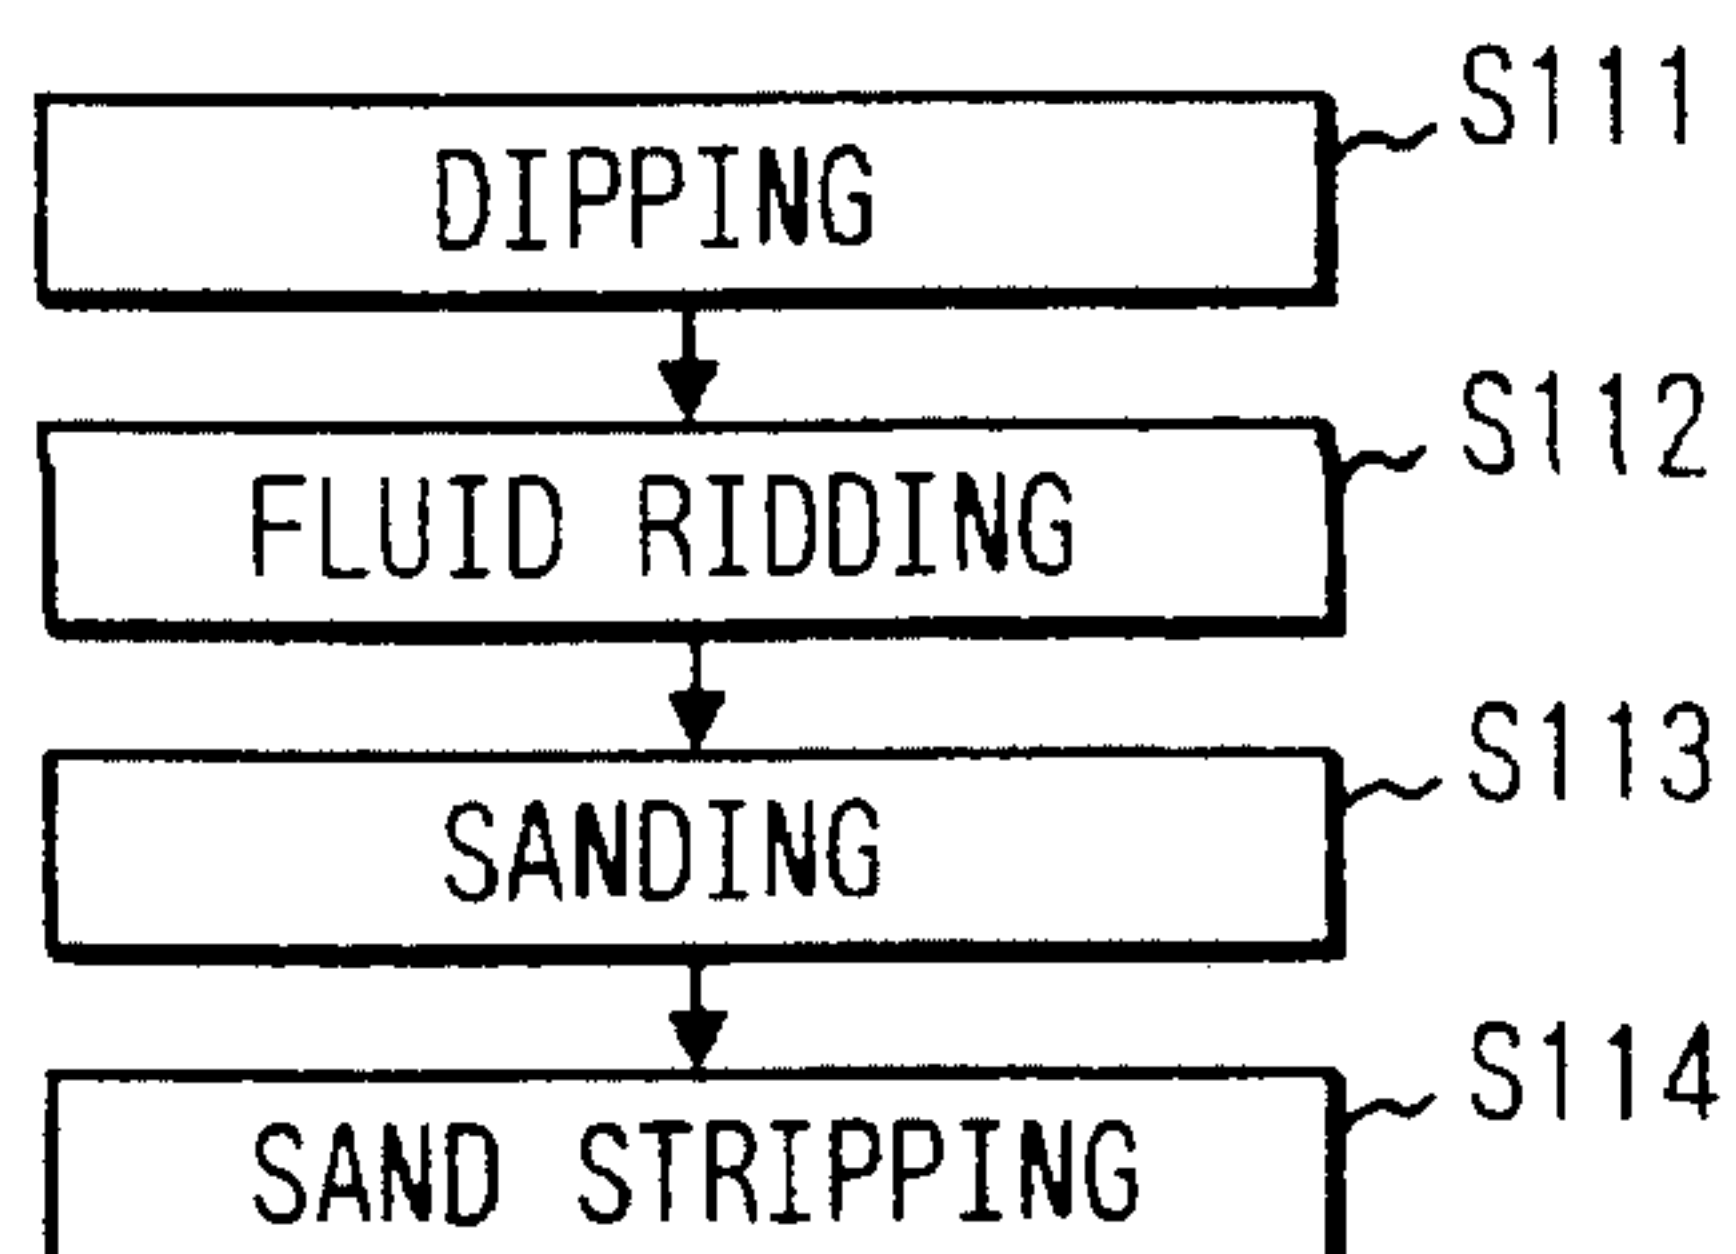 S111
DIPPING
S112
FLUID RIDDING
S113
SANDING
S114
SAND STRIPPING